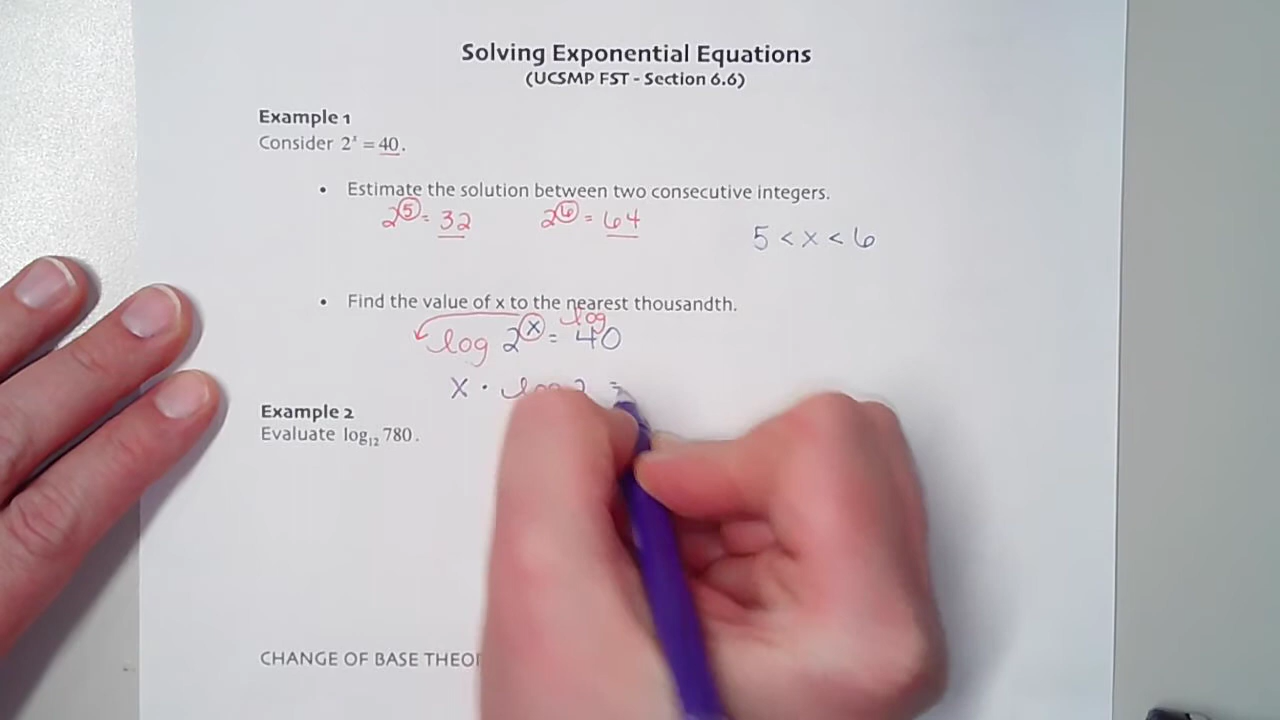 Solving Exponential Equations
(UCSMP FST - Section 6.6)
Example 1
Consider 2ˣ = 40.
• Estimate the solution between two consecutive integers.
2⁵ = 32 2⁶ = 64 5 < x < 6
• Find the value of x to the nearest thousandth.
log 2ˣ = log 40
x · log 2 =
Example 2
Evaluate log₁₂ 780.
CHANGE OF BASE